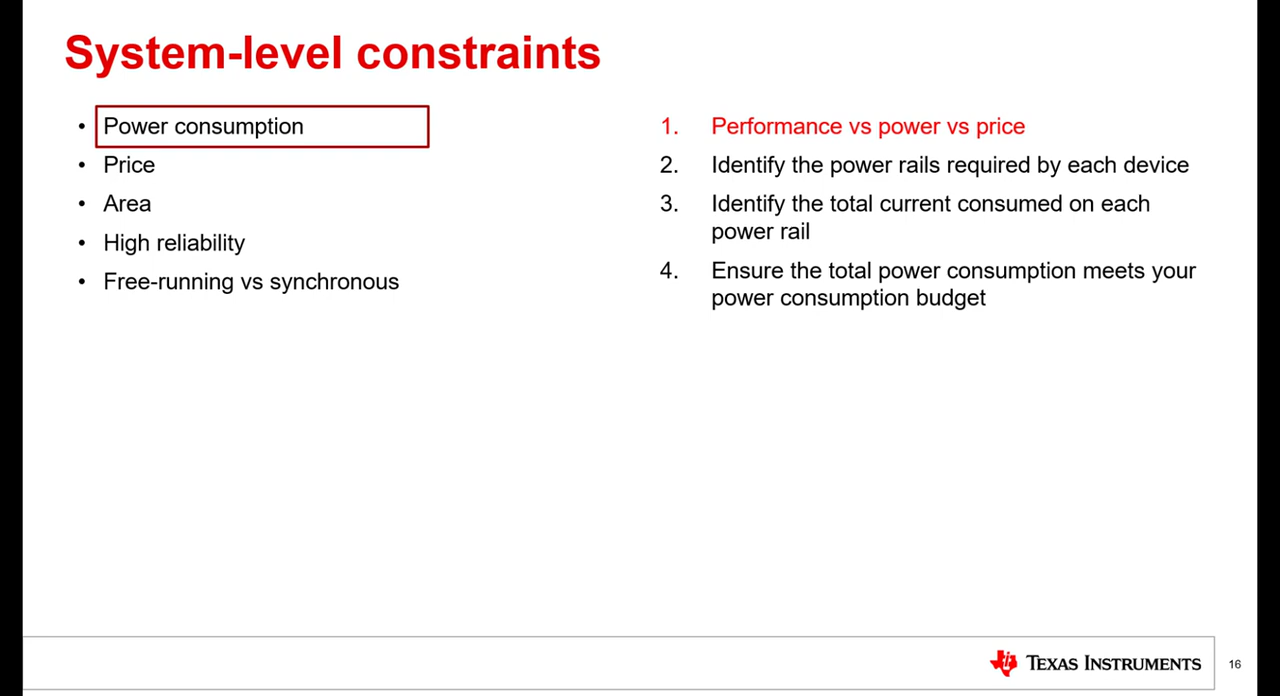 System-level constraints
• Power consumption
• Price
• Area
• High reliability
• Free-running vs synchronous
1. Performance vs power vs price
2. Identify the power rails required by each device
3. Identify the total current consumed on each
power rail
4. Ensure the total power consumption meets your
power consumption budget
TEXAS INSTRUMENTS
16